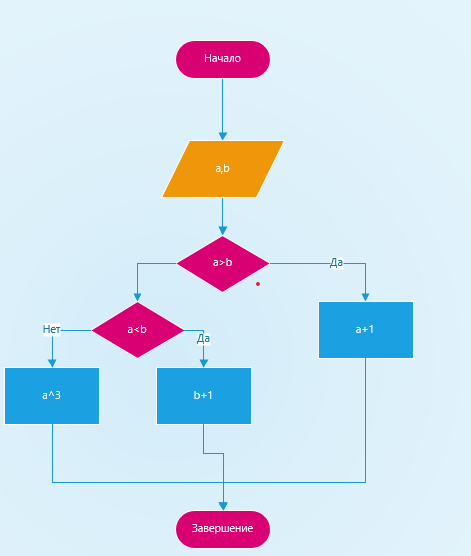 Начало
a,b
a>b
Да
a<b
Нет
Да
a+1
a^3
b+1
Завершение